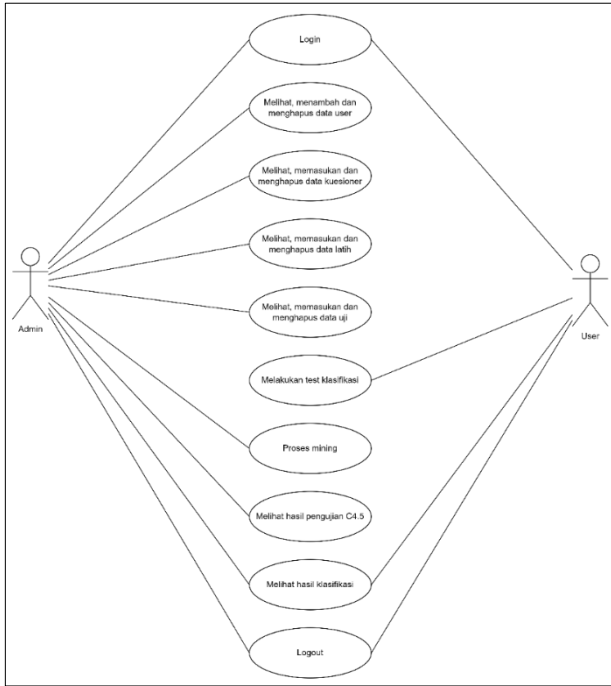 Login
Melihat, menambah dan
menghapus data user
Melihat, memasukan dan
menghapus data kuesioner
Melihat, memasukan dan
menghapus data latih
Melihat, memasukan dan
menghapus data uji
Admin
User
Melakukan test klasifikasi
Proses mining
Melihat hasil pengujian C4.5
Melihat hasil klasifikasi
Logout